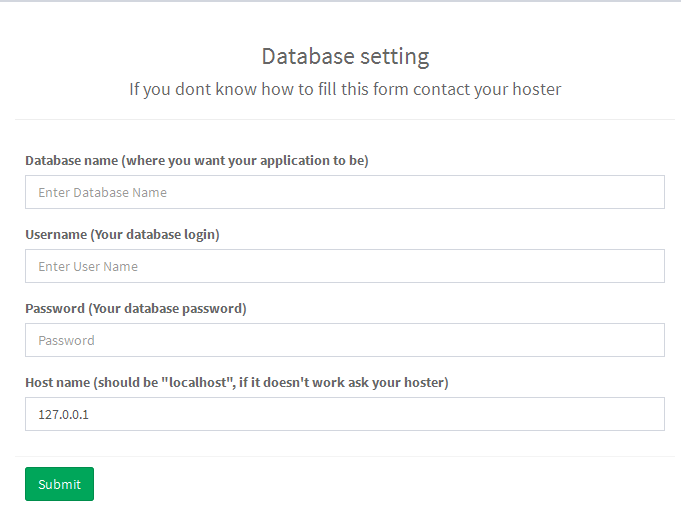 Database setting
If you dont know how to fill this form contact your hoster
Database name (where you want your application to be)
Enter Database Name
Username (Your database login)
Enter User Name
Password (Your database password)
Password
Host name (should be "localhost", if it doesn't work ask your hoster)
127.0.0.1
Submit